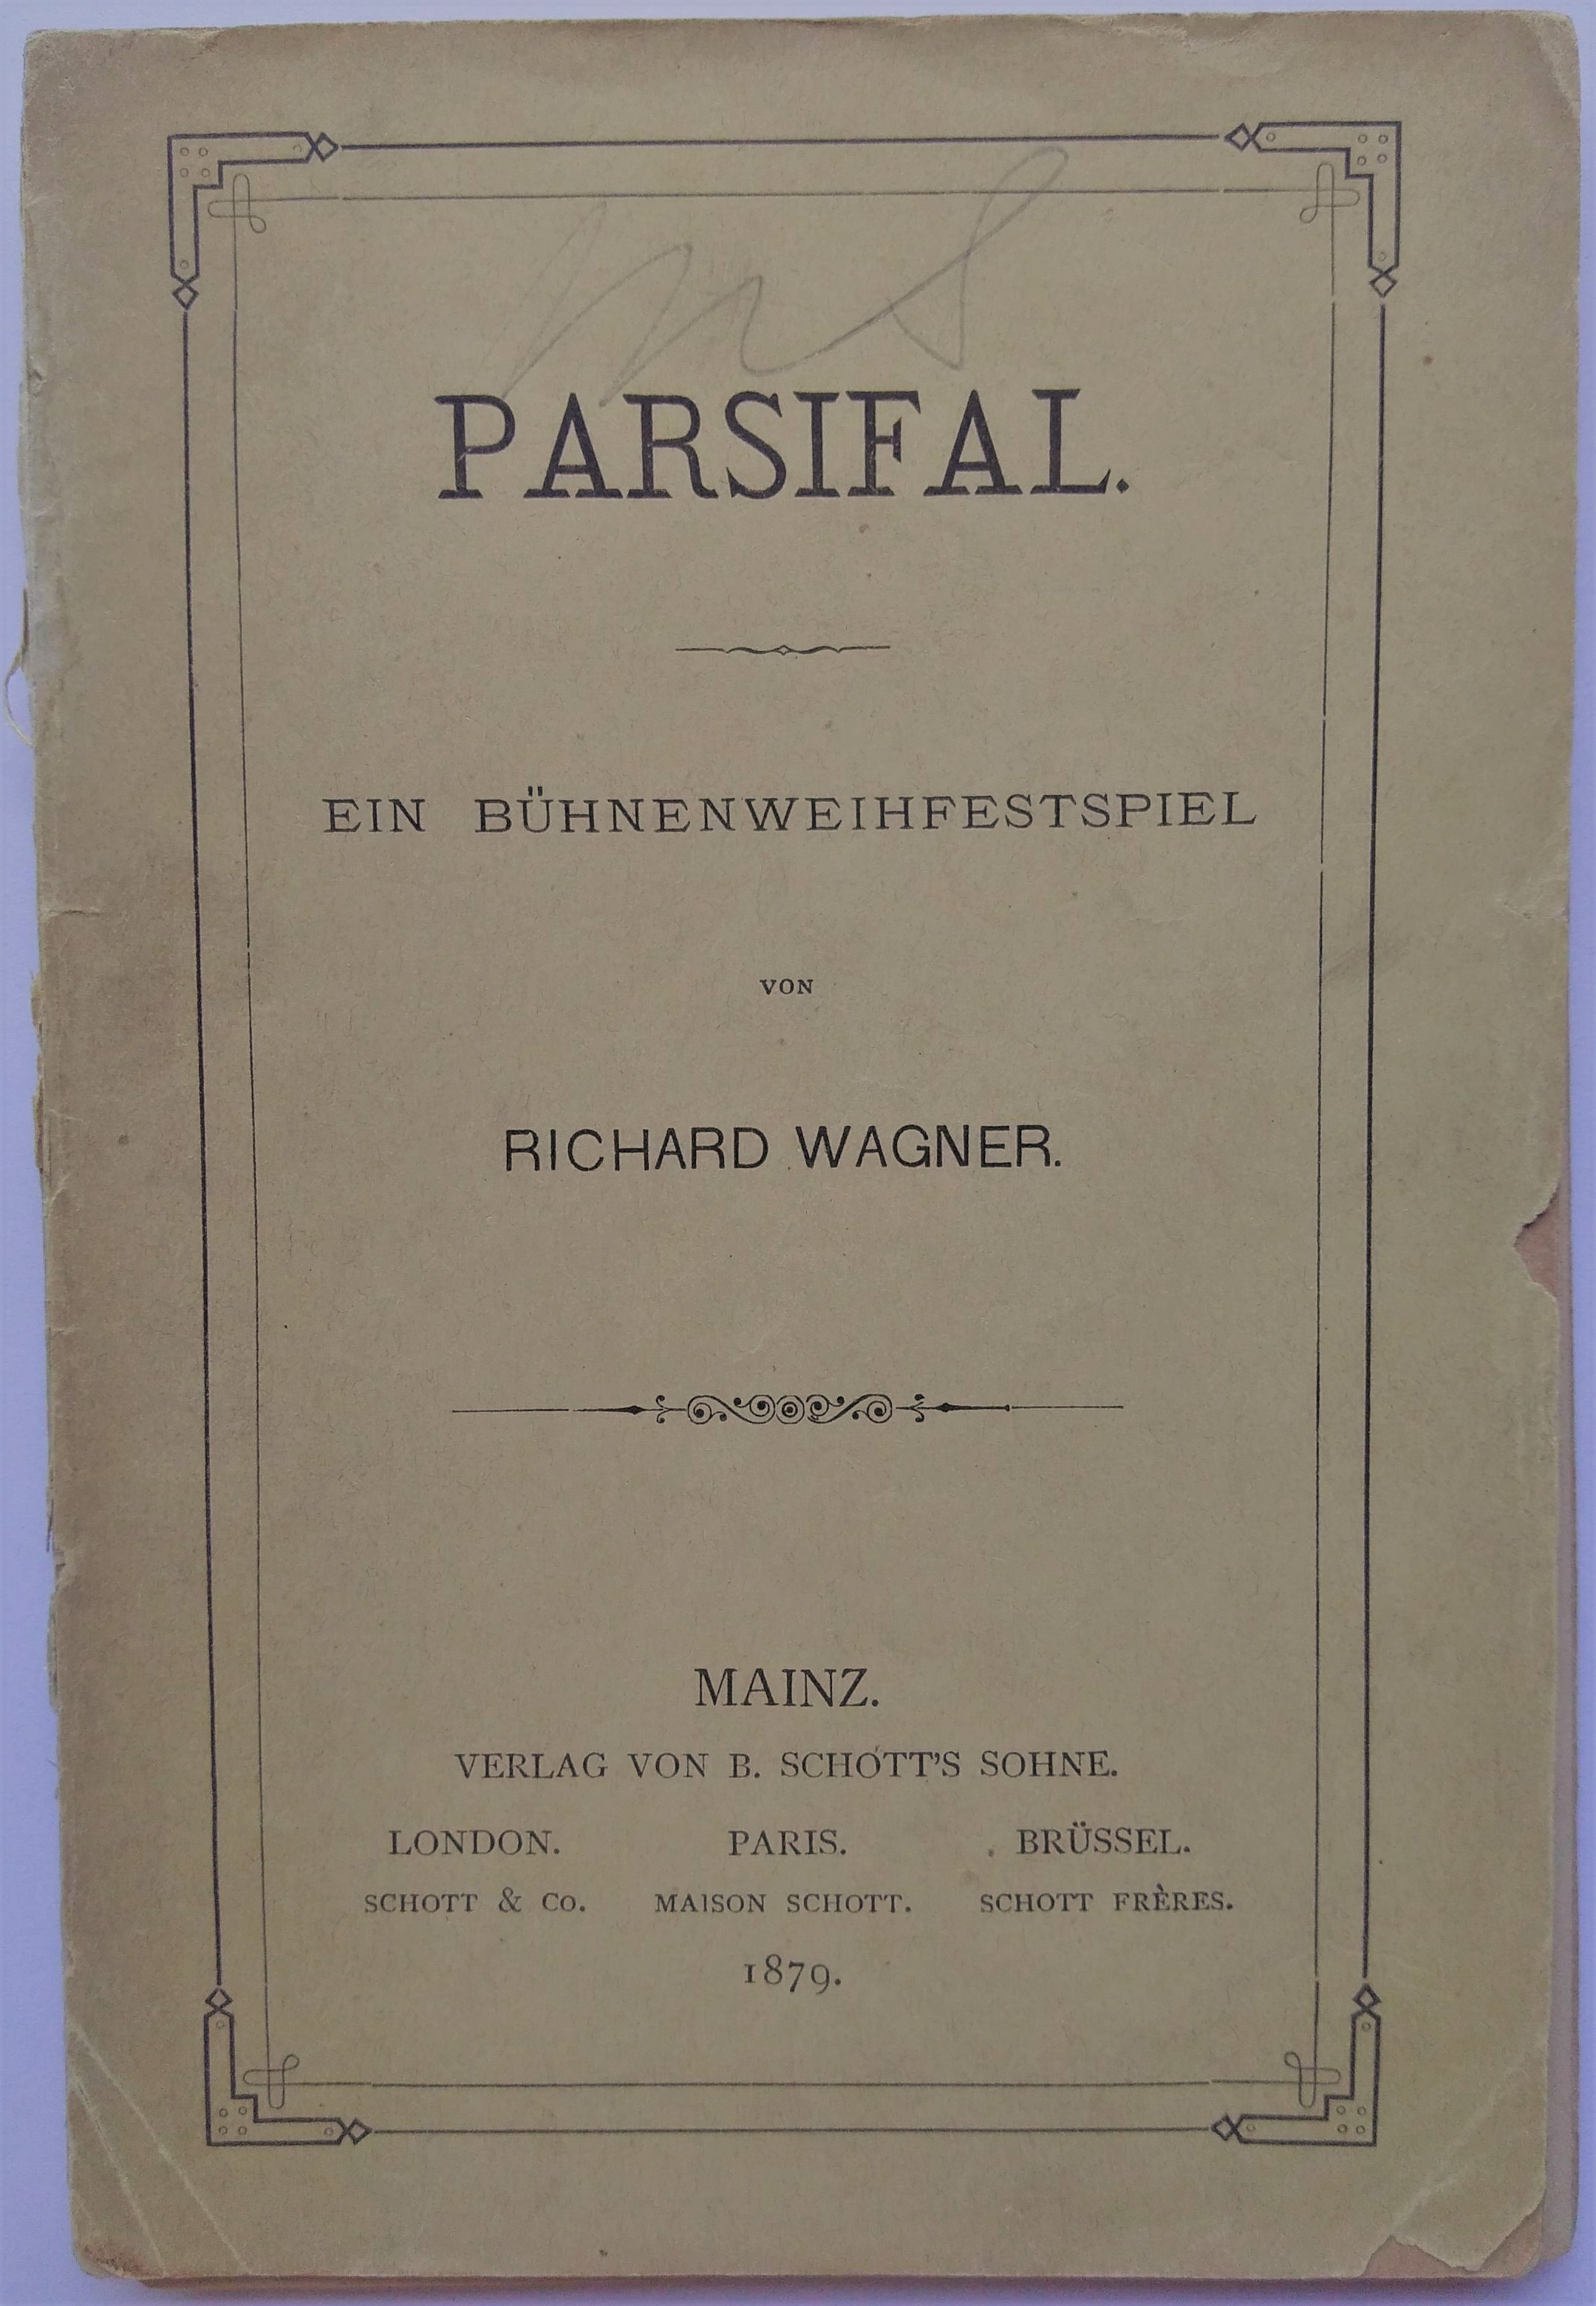 PARSIFAL.
EIN BÜHNENWEIHFESTSPIEL
VON
RICHARD WAGNER.
MAINZ.
VERLAG VON B. SCHOTT'S SOHNE.
LONDON. PARIS. BRÜSSEL.
SCHOTT & CO. MAISON SCHOTT. SCHOTT FRÈRES.
1879.